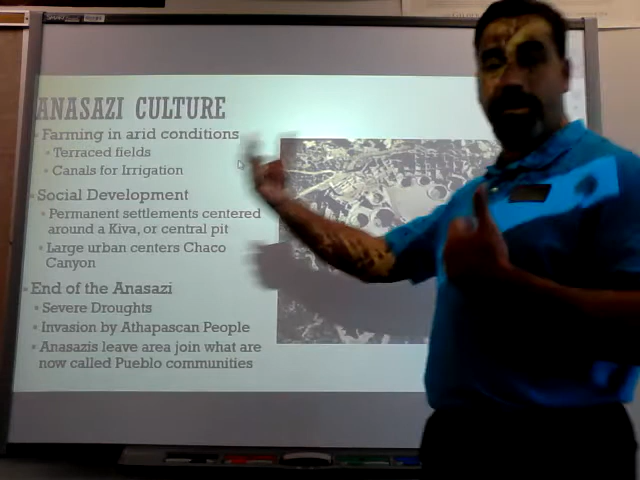 SMART
ANASAZI CULTURE
Farming in arid conditions
Terraced fields
Canals for Irrigation
Social Development
Permanent settlements centered
around a Kiva, or central pit
Large urban centers Chaco
Canyon
End of the Anasazi
Severe Droughts
Invasion by Athapascan People
Anasazis leave area join what are
now called Pueblo communities